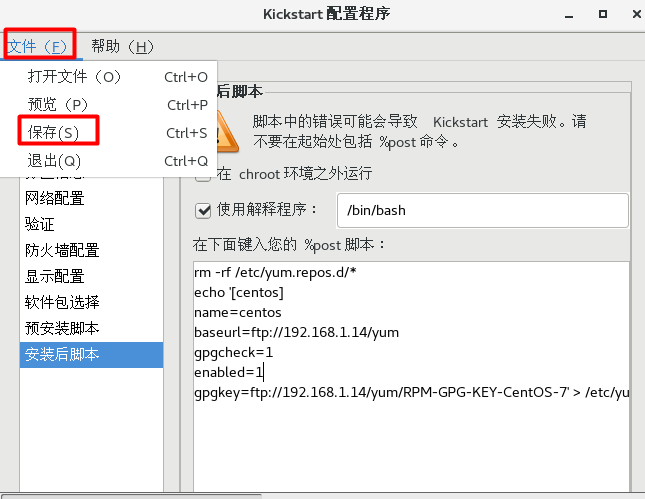 Kickstart 配置程序
文件（F） 帮助（H）
打开文件（O） Ctrl+O
预览（P） Ctrl+P
保存(S) Ctrl+S
退出(Q) Ctrl+Q
后脚本
脚本中的错误可能会导致 Kickstart 安装失败。请
不要在起始处包括 %post 命令。
在 chroot 环境之外运行
网络配置
验证
防火墙配置
显示配置
软件包选择
预安装脚本
安装后脚本
使用解释程序： /bin/bash
在下面键入您的 %post 脚本：
rm -rf /etc/yum.repos.d/*
echo '[centos]
name=centos
baseurl=ftp://192.168.1.14/yum
gpgcheck=1
enabled=1
gpgkey=ftp://192.168.1.14/yum/RPM-GPG-KEY-CentOS-7' > /etc/yu